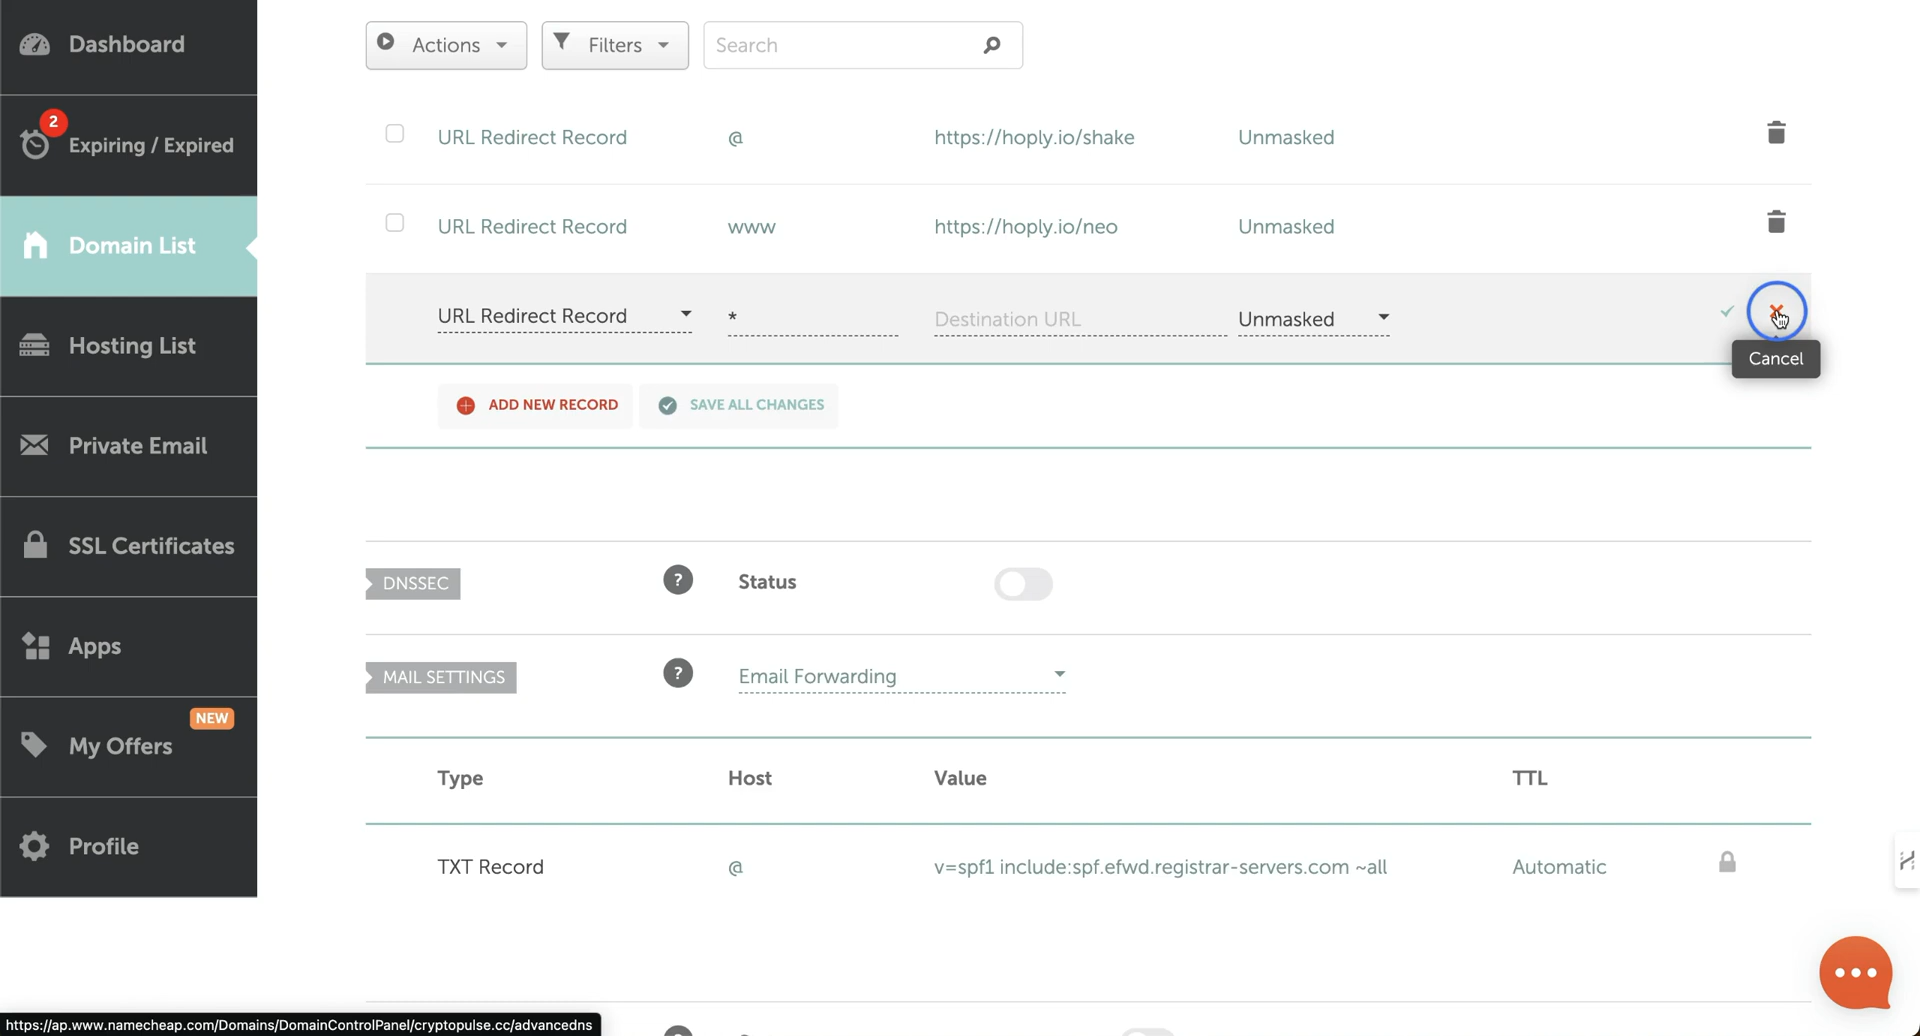 Dashboard
2
Expiring / Expired
Domain List
Hosting List
Private Email
SSL Certificates
Apps
NEW
My Offers
Profile
Actions
Filters
Search
URL Redirect Record @ https://hoply.io/shake Unmasked
URL Redirect Record www https://hoply.io/neo Unmasked
URL Redirect Record * Destination URL Unmasked
Cancel
ADD NEW RECORD SAVE ALL CHANGES
DNSSEC ? Status
MAIL SETTINGS ? Email Forwarding
Type Host Value TTL
TXT Record @ v=spf1 include:spf.efwd.registrar-servers.com ~all Automatic
https://ap.www.namecheap.com/Domains/DomainControlPanel/cryptopulse.cc/advancedns